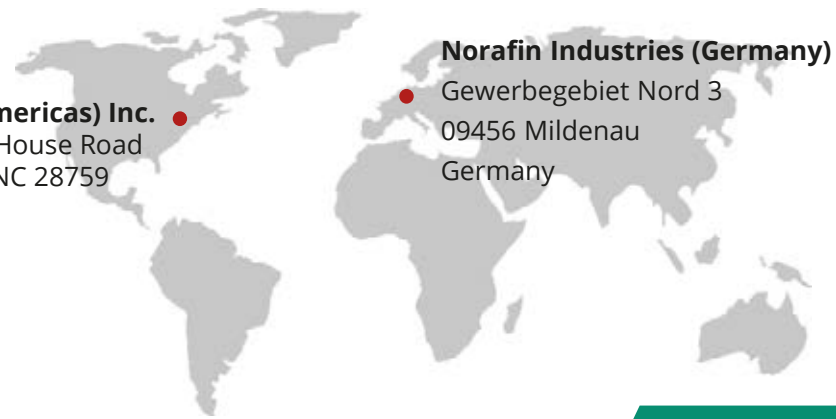 mericas) Inc.
House Road
NC 28759
Norafin Industries (Germany)
Gewerbegebiet Nord 3
09456 Mildenau
Germany